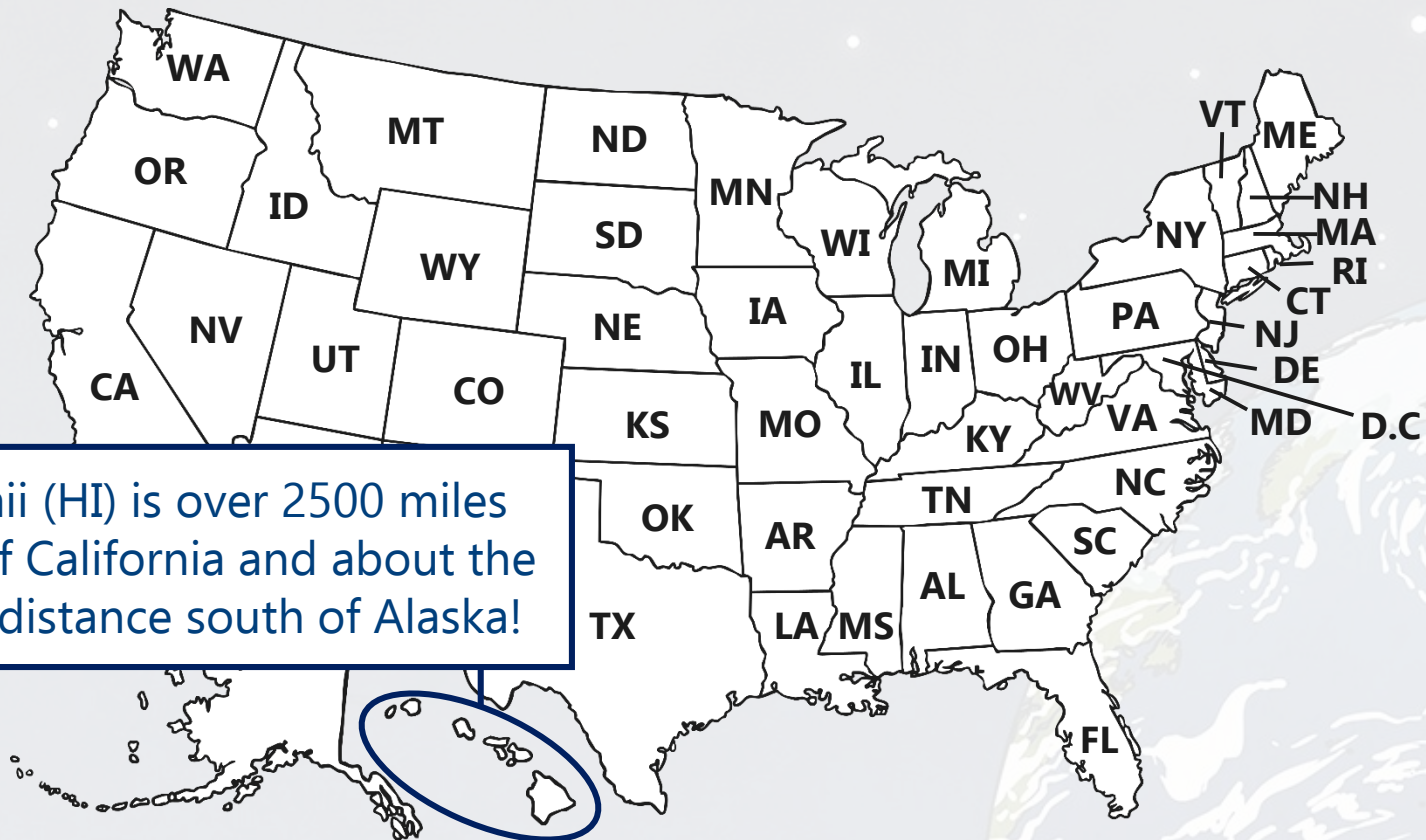 WA
MT
ND
VT
ME
OR
MN
ID
NH
SD
WI
NY
MA
WY
MI
RI
CT
IA
PA
NV
NE
NJ
UT
IN
OH
DE
CA
CO
IL
WV
KS
MO
KY
VA
MD
D.C
(HI) is over 2500 miles
of California and about the
distance south of Alaska!
OK
TN
NC
AR
SC
AL
GA
TX
LA
MS
FL